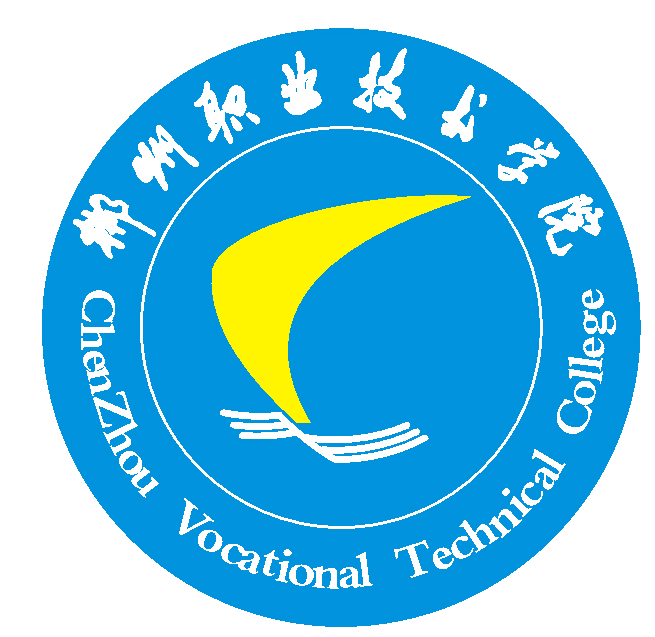 郴州职业技术学院
ChenZhou Vocational Technical College